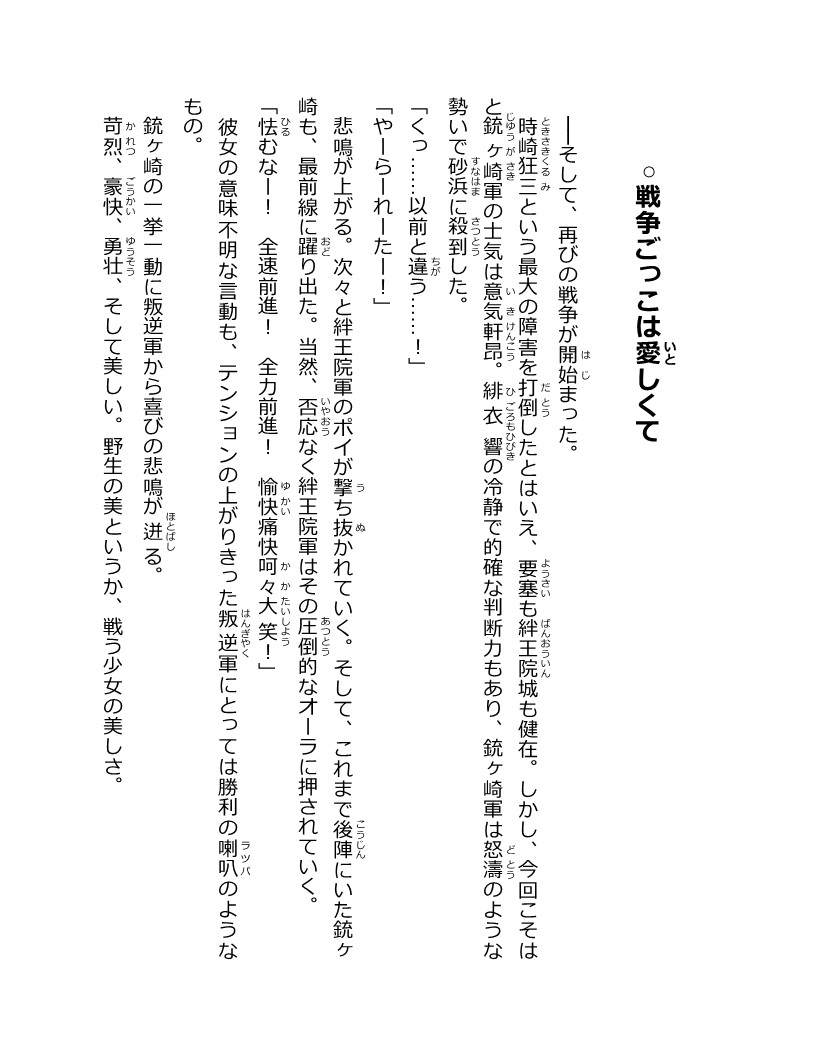 ○戦争ごっこは愛しくて
──そして、再びの戦争が開始まった。
時崎狂三という最大の障害を打倒したとはいえ、要塞も絆王院城も健在。しかし、今回こそは
と銃ヶ崎軍の士気は意気軒昂。緋衣響の冷静で的確な判断力もあり、銃ヶ崎軍は怒濤のような
勢いで砂浜に殺到した。
「くっ……以前と違う……！」
「やーらーれーたー！」
悲鳴が上がる。次々と絆王院軍のポイが撃ち抜かれていく。そして、これまで後陣にいた銃ヶ
崎も、最前線に躍り出た。当然、否応なく絆王院軍はその圧倒的なオーラに押されていく。
「怯むなー！　全速前進！　全力前進！　愉快痛快呵々大笑！」
彼女の意味不明な言動も、テンションの上がりきった叛逆軍にとっては勝利の喇叭のような
もの。
銃ヶ崎の一挙一動に叛逆軍から喜びの悲鳴が迸る。
苛烈、豪快、勇壮、そして美しい。野生の美というか、戦う少女の美しさ。